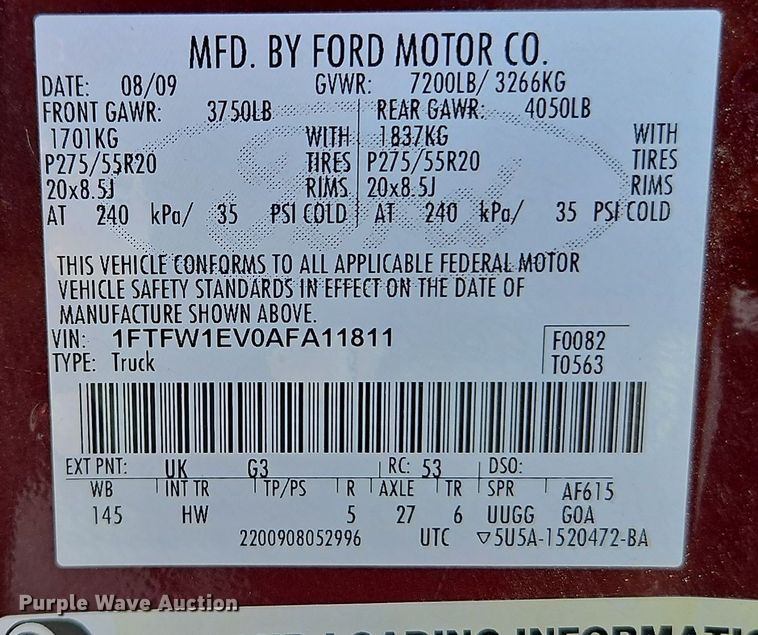 MFD. BY FORD MOTOR CO.
DATE: 08/09 GVWR: 7200LB/ 3266KG
FRONT GAWR: 3750LB REAR GAWR: 4050LB
1701KG WITH 1837KG WITH
P275/55R20 TIRES P275/55R20 TIRES
20x8.5J RIMS 20x8.5J RIMS
AT 240 kPa/ 35 PSI COLD AT 240 kPa/ 35 PSI COLD
THIS VEHICLE CONFORMS TO ALL APPLICABLE FEDERAL MOTOR
VEHICLE SAFETY STANDARDS IN EFFECT ON THE DATE OF
MANUFACTURE SHOWN ABOVE.
VIN: 1FTFW1EV0AFA11811 F0082
TYPE: Truck T0563
EXT PNT: UK G3 RC: 53 DSO:
WB INT TR TP/PS R AXLE TR SPR AF615
145 HW 5 27 6 UUGG GOA
2200908052996 UTC ▽5U5A-1520472-BA
Purple Wave Auction
LOADING INFORMATION